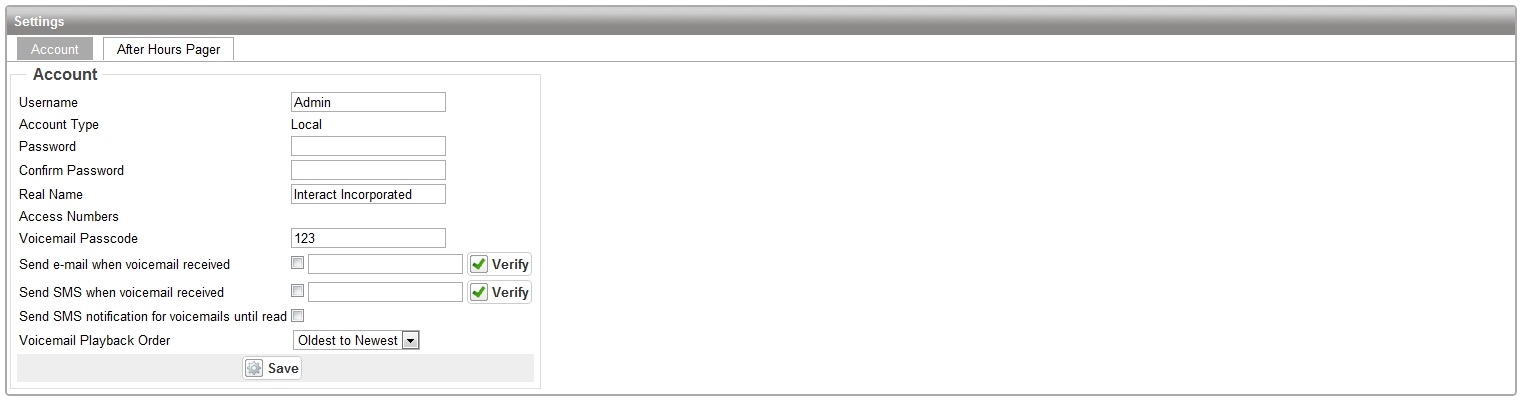 Settings
Account After Hours Pager
Account
Username Admin
Account Type Local
Password
Confirm Password
Real Name Interact Incorporated
Access Numbers
Voicemail Passcode 123
Send e-mail when voicemail received Verify
Send SMS when voicemail received Verify
Send SMS notification for voicemails until read
Voicemail Playback Order Oldest to Newest
Save